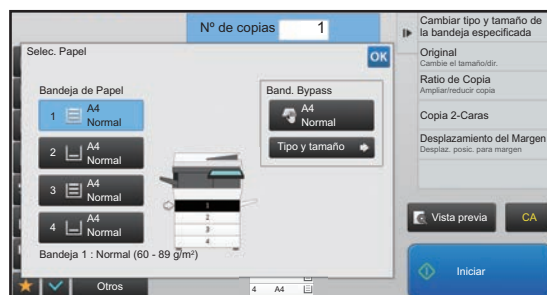 Nº de copias 1
Selec. Papel
OK
Bandeja de Papel
1 A4
Normal
2 A4
Normal
3 A4
Normal
4 A4
Normal
Band. Bypass
A4
Normal
Tipo y tamaño
1
2
3
4
Bandeja 1 : Normal (60 - 89 g/m²)
Otros
4 A4
Cambiar tipo y tamaño de
la bandeja especificada
Original
Cambie el tamaño/dir.
Ratio de Copia
Ampliar/reducir copia
Copia 2-Caras
Desplazamiento del Margen
Desplaz. posic. para margen
Vista previa
CA
Iniciar